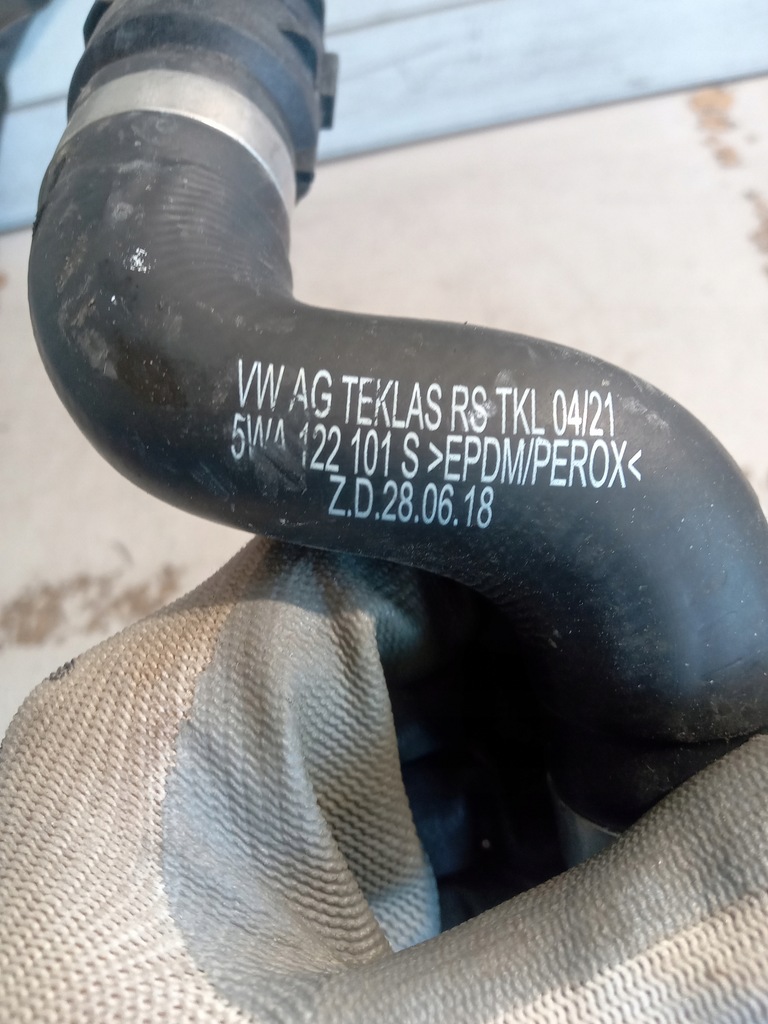 VW AG TEKLAS RS TKL 04/21
5WA 122 101 S >EPDM/PEROX<
Z.D.28.06.18